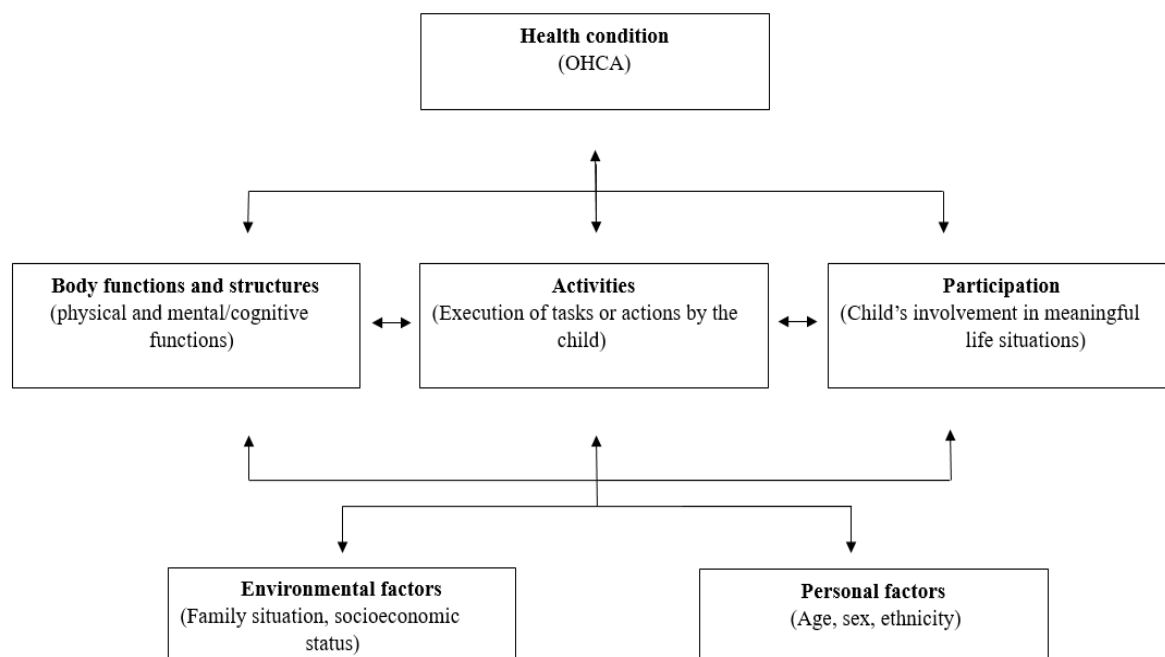 Health condition
(OHCA)
Body functions and structures
(physical and mental/cognitive
functions)
Activities
(Execution of tasks or actions by the
child)
Participation
(Child’s involvement in meaningful
life situations)
Environmental factors
(Family situation, socioeconomic
status)
Personal factors
(Age, sex, ethnicity)